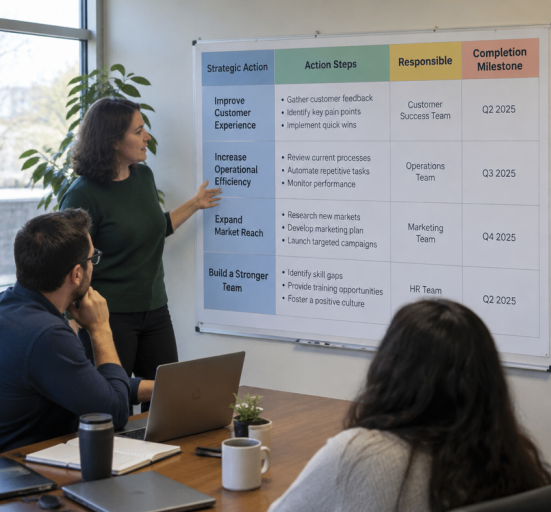 Strategic Action
Action Steps
Responsible
Completion
Milestone
Improve
Customer
Experience
• Gather customer feedback
• Identify key pain points
• Implement quick wins
Customer
Success Team
Q2 2025
Increase
Operational
Efficiency
• Review current processes
• Automate repetitive tasks
• Monitor performance
Operations
Team
Q3 2025
Expand
Market Reach
• Research new markets
• Develop marketing plan
• Launch targeted campaigns
Marketing
Team
Q4 2025
Build a Stronger
Team
• Identify skill gaps
• Provide training opportunities
• Foster a positive culture
HR Team
Q2 2025